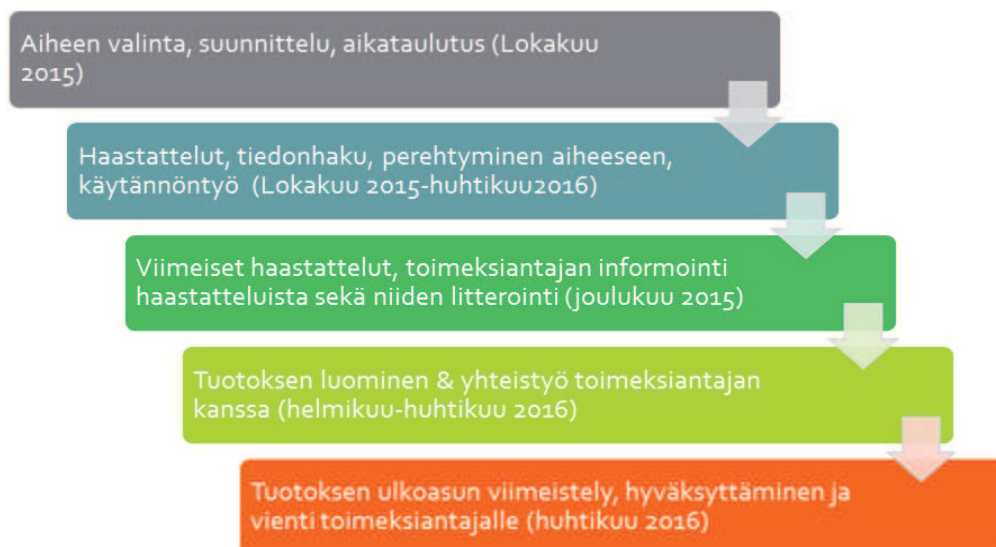 Aiheen valinta, suunnittelu, aikataulutus (Lokakuu
2015)
Haastattelut, tiedonhaku, perehtyminen aiheeseen,
käytännöntyö (Lokakuu 2015-huhtikuu2016)
Viimeiset haastattelut, toimeksiantajan informointi
haastatteluista sekä niiden litterointi (joulukuu 2015)
Tuotoksen luominen & yhteistyö toimeksiantajan
kanssa (helmikuu-huhtikuu 2016)
Tuotoksen ulkoasun viimeistely, hyväksyttäminen ja
vienti toimeksiantajalle (huhtikuu 2016)